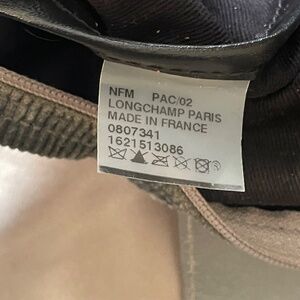 NFM PAC/02
LONGCHAMP PARIS
MADE IN FRANCE
0807341
1621513086